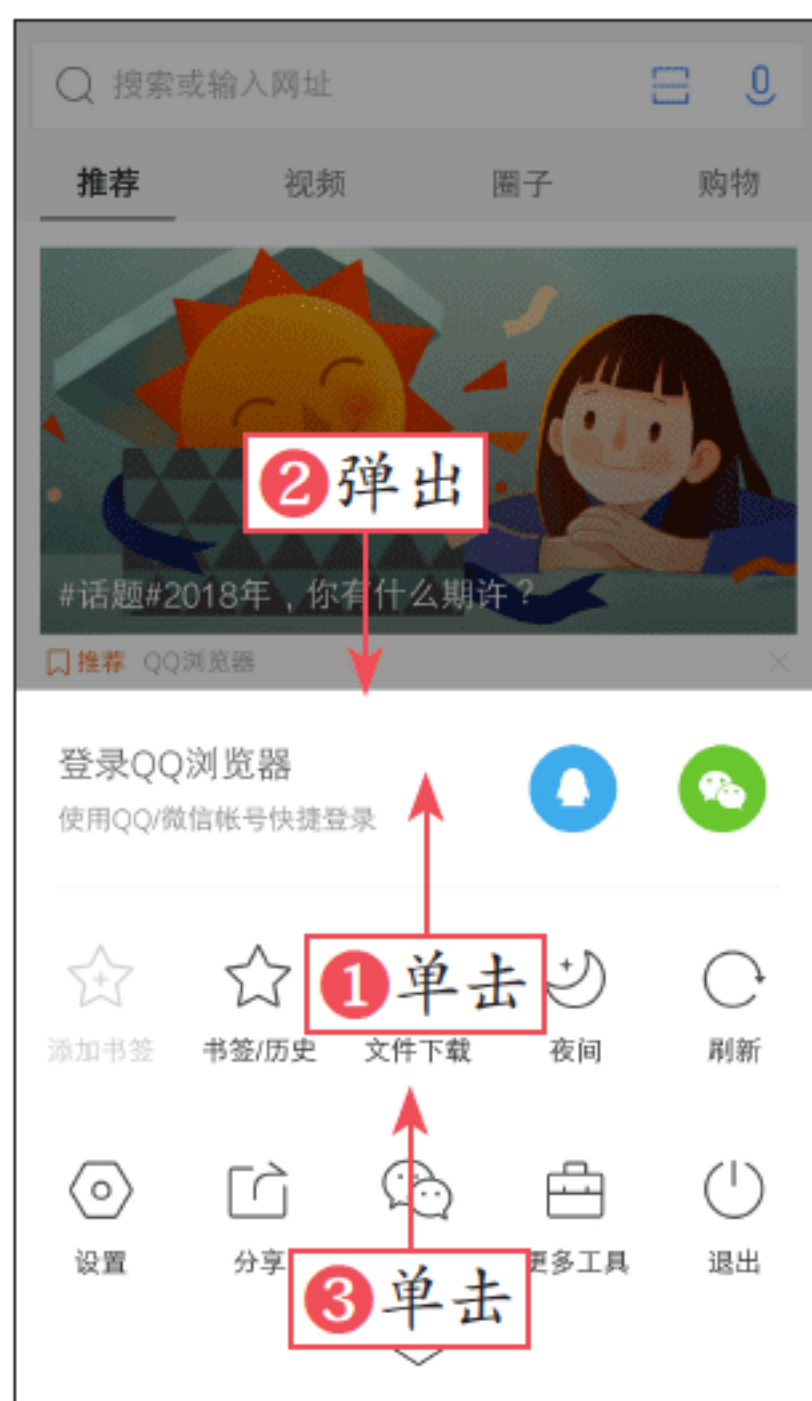 搜索或输入网址
推荐 视频 圈子 购物
❷弹出
#话题#2018年，你有什么期许？
推荐 QQ浏览器
登录QQ浏览器
使用QQ/微信帐号快捷登录
❶单击
添加书签 书签/历史 文件下载 夜间 刷新
设置 分享 更多工具 退出
❸单击